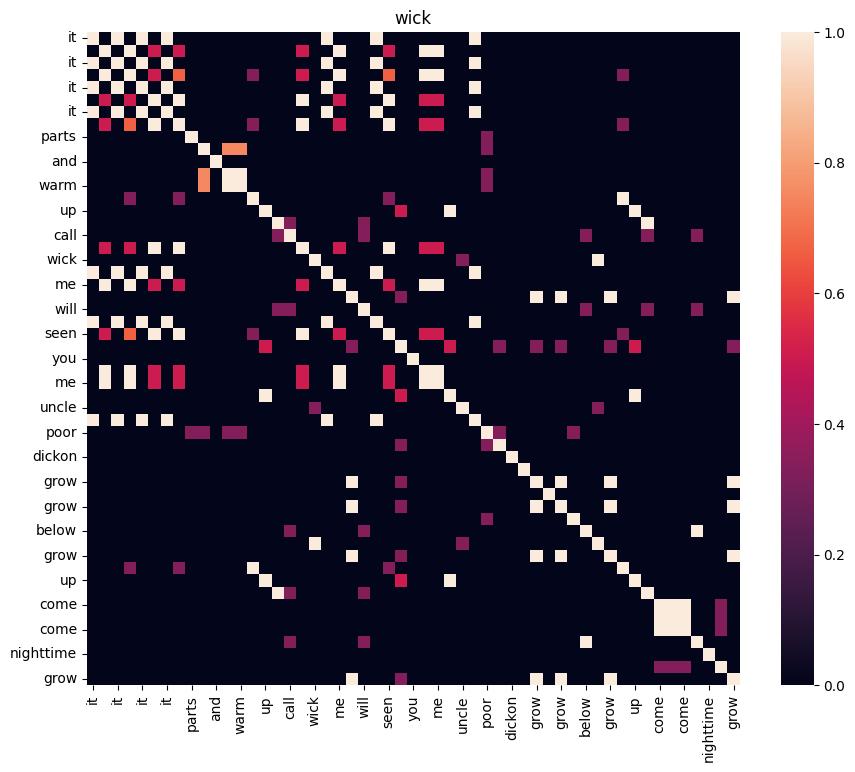 wick
it
it
it
it
parts
and
warm
up
call
wick
me
will
seen
you
me
uncle
poor
dickon
grow
grow
below
grow
up
come
come
nighttime
grow
it
it
it
it
parts
and
warm
up
call
wick
me
will
seen
you
me
uncle
poor
dickon
grow
grow
below
grow
up
come
come
nighttime
grow
1.0
0.8
0.6
0.4
0.2
0.0